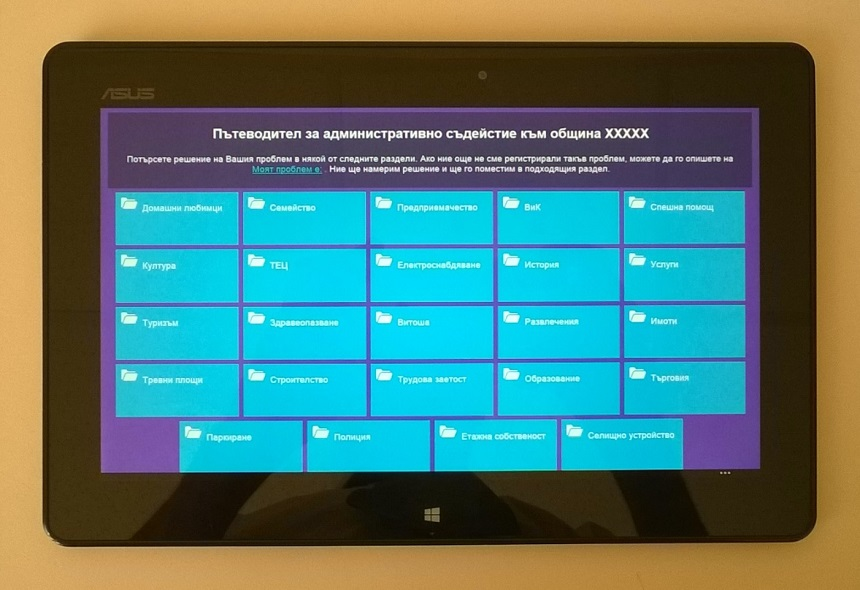 ASUS
Пътеводител за административно съдействие към община XXXXX
Потърсете решение на Вашия проблем в някой от следните раздели. Ако ние още не сме регистрирали такъв проблем, можете да го опишете на
Моят проблем е: . Ние ще намерим решение и ще го поместим в подходящия раздел.
Домашни любимци
Семейство
Предприемачество
ВиК
Спешна помощ
Култура
ТЕЦ
Електроснабдяване
История
Услуги
Туризъм
Здравеопазване
Витоша
Развлечения
Имоти
Тревни площи
Строителство
Трудова заетост
Образование
Търговия
Паркиране
Полиция
Етажна собственост
Селищно устройство